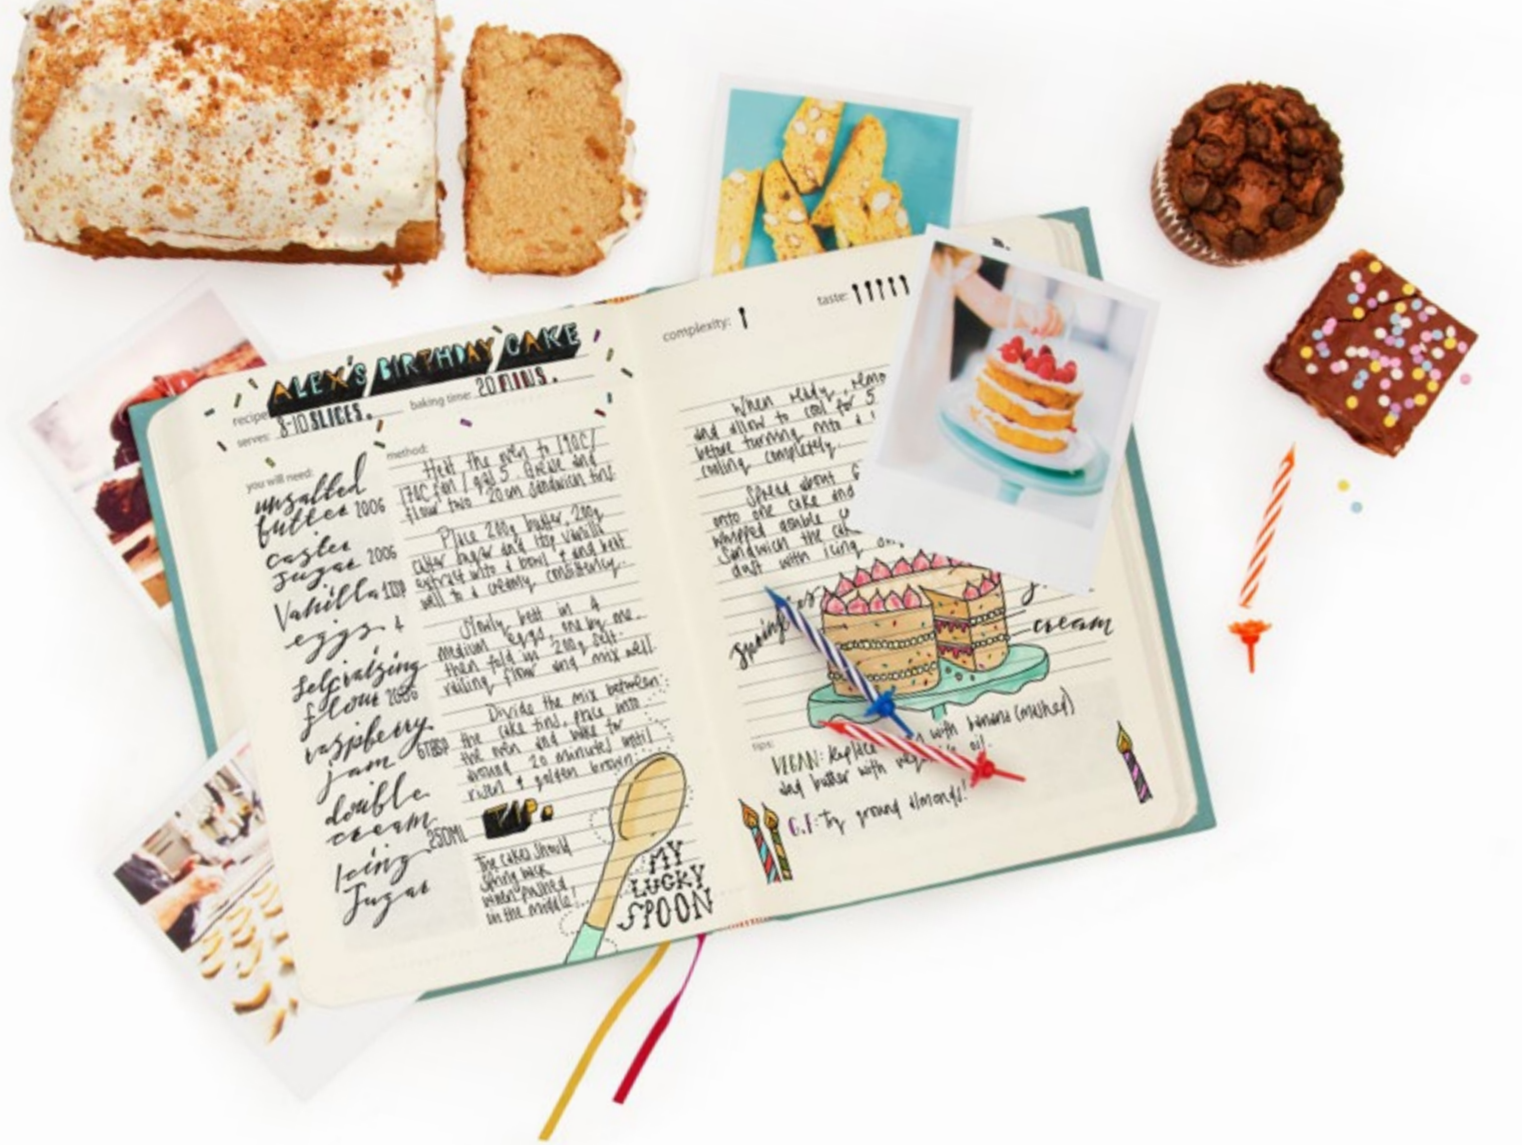 ALEX'S BIRTHDAY CAKE
recipe:
serves: 8-10 SLICES.
baking time: 20 MINS.
you will need:
unsalted
butter 200G
caster
sugar 200G
Vanilla 1TSP
eggs 4
self raising
flour 200G
raspberry
jam 6TBSP
double
cream 250ML
Icing
Sugar
method:
Heat the oven to 190C/
170C fan / gas 5. Grease and
flour two 20cm sandwich tins.
Place 200g butter, 200g
caster sugar and 1tsp vanilla
extract into a bowl and beat
well to a creamy consistency.
Slowly beat in 4
medium eggs, one by one.
then fold in 200g self-
raising flour and mix well.
Divide the mix between
the cake tins, place into
the oven and bake for
around 20 minutes until
risen & golden brown.
TIP:
The cakes should
spring back
when pushed
in the middle!
MY
LUCKY
SPOON
complexity:
taste:
When ready, remo
and allow to cool for 5
before turning onto a
cooling completely.
Spread about 6
onto one cake and
whipped double c
Sandwich the cak
dust with icing
cream
tips:
VEGAN: Replace with banana (mashed)
and butter with oil.
G.F: Try ground almonds!